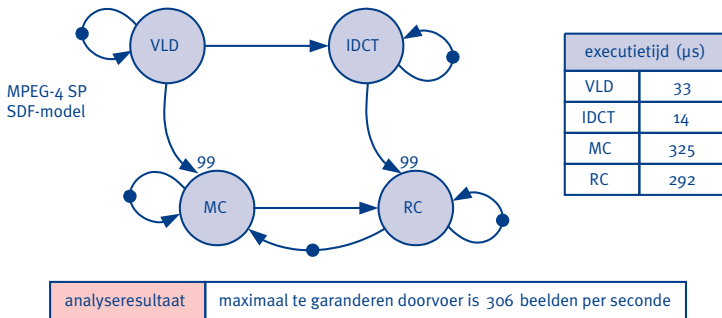 VLD
IDCT
MPEG-4 SP
SDF-model
99
99
MC
RC
executietijd (µs)
VLD 33
IDCT 14
MC 325
RC 292
analyseresultaat maximaal te garanderen doorvoer is 306 beelden per seconde